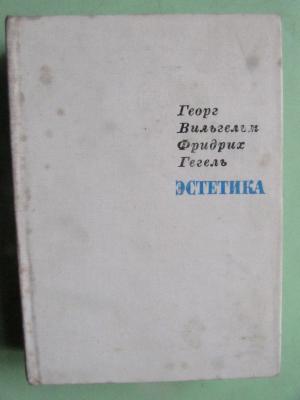 Георг
Вильгельм
Фридрих
Гегель
ЭСТЕТИКА